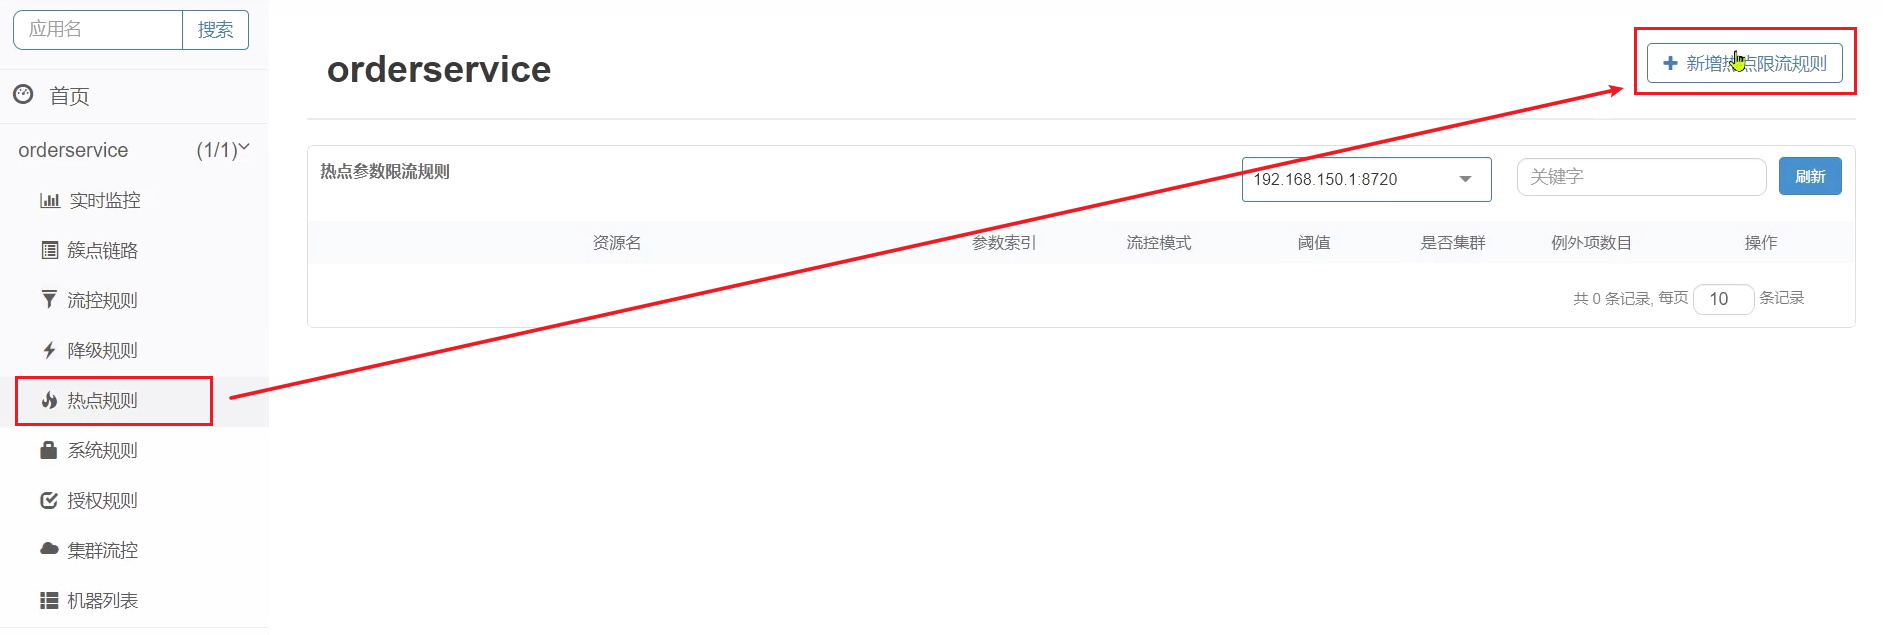 应用名 搜索
首页
orderservice (1/1)
实时监控
簇点链路
流控规则
降级规则
热点规则
系统规则
授权规则
集群流控
机器列表
orderservice
新增热点限流规则
热点参数限流规则 192.168.150.1:8720 关键字 刷新
资源名 参数索引 流控模式 阈值 是否集群 例外项数目 操作
共 0 条记录, 每页 10 条记录